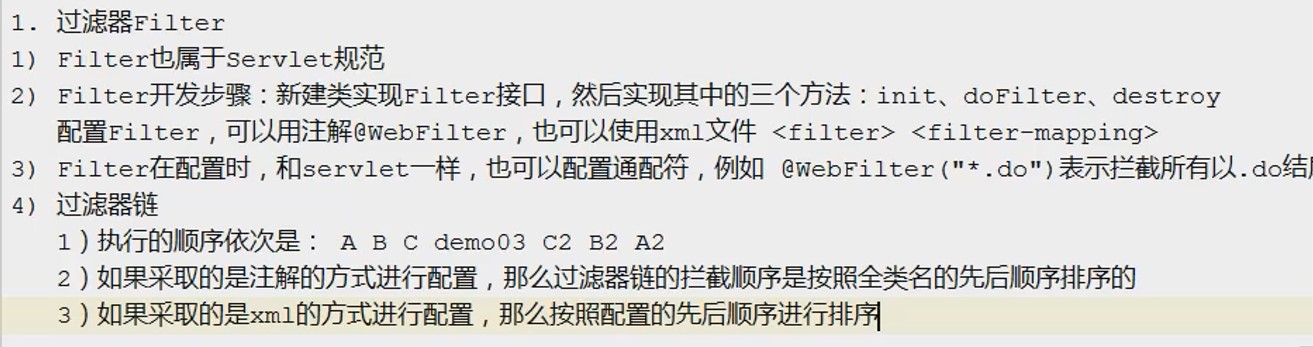 1. 过滤器Filter
1) Filter也属于Servlet规范
2) Filter开发步骤：新建类实现Filter接口，然后实现其中的三个方法：init、doFilter、destroy
配置Filter，可以用注解@WebFilter，也可以使用xml文件 <filter> <filter-mapping>
3) Filter在配置时，和servlet一样，也可以配置通配符，例如 @WebFilter("*.do")表示拦截所有以.do结
4) 过滤器链
1）执行的顺序依次是： A B C demo03 C2 B2 A2
2）如果采取的是注解的方式进行配置，那么过滤器链的拦截顺序是按照全类名的先后顺序排序的
3）如果采取的是xml的方式进行配置，那么按照配置的先后顺序进行排序